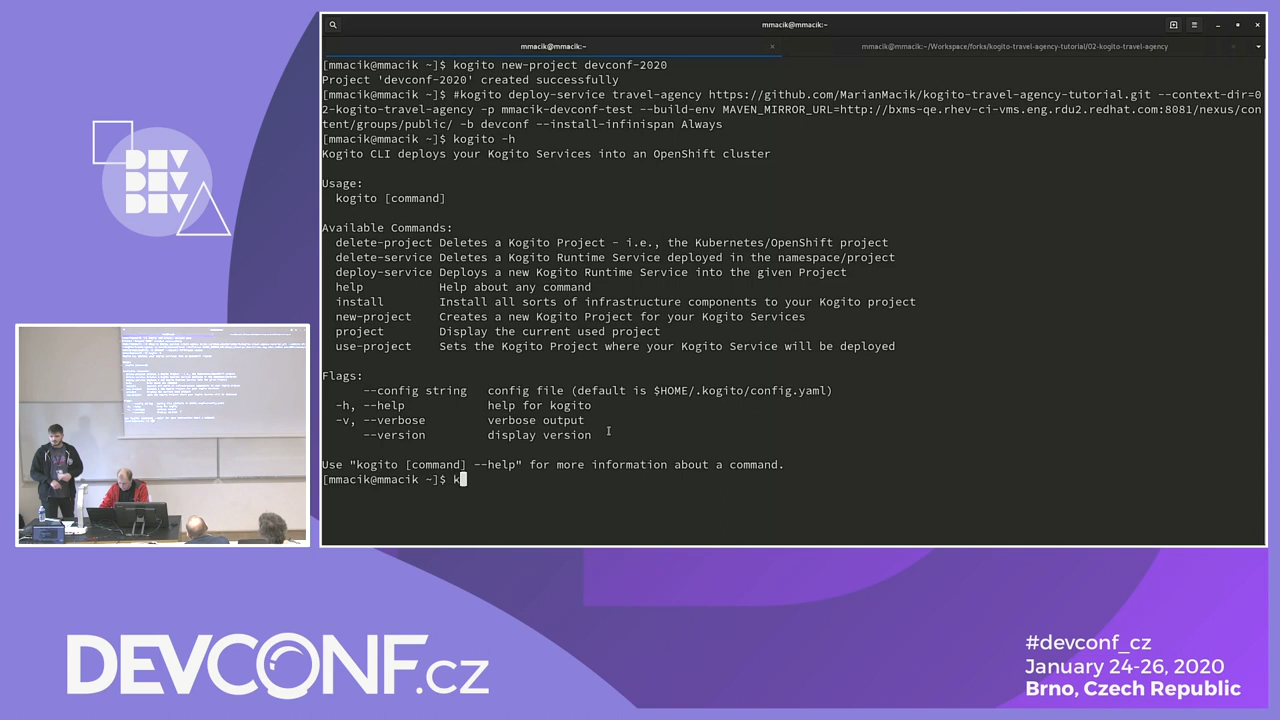 mmacik@mmacik:~
mmacik@mmacik:~
mmacik@mmacik:~/Workspace/forks/kogito-travel-agency-tutorial/02-kogito-travel-agency
[mmacik@mmacik ~]$ kogito new-project devconf-2020
Project 'devconf-2020' created successfully
[mmacik@mmacik ~]$ #kogito deploy-service travel-agency https://github.com/MarianMacik/kogito-travel-agency-tutorial.git --context-dir=0
2-kogito-travel-agency -p mmacik-devconf-test --build-env MAVEN_MIRROR_URL=http://bxms-qe.rhev-ci-vms.eng.rdu2.redhat.com:8081/nexus/con
tent/groups/public/ -b devconf --install-infinispan Always
[mmacik@mmacik ~]$ kogito -h
Kogito CLI deploys your Kogito Services into an OpenShift cluster
Usage:
kogito [command]
Available Commands:
delete-project Deletes a Kogito Project - i.e., the Kubernetes/OpenShift project
delete-service Deletes a Kogito Runtime Service deployed in the namespace/project
deploy-service Deploys a new Kogito Runtime Service into the given Project
help Help about any command
install Install all sorts of infrastructure components to your Kogito project
new-project Creates a new Kogito Project for your Kogito Services
project Display the current used project
use-project Sets the Kogito Project where your Kogito Service will be deployed
Flags:
--config string config file (default is $HOME/.kogito/config.yaml)
-h, --help help for kogito
-v, --verbose verbose output
--version display version
Use "kogito [command] --help" for more information about a command.
[mmacik@mmacik ~]$ k
DEV
DEV
DEV
DEVCONF.cz
#devconf_cz
January 24-26, 2020
Brno, Czech Republic